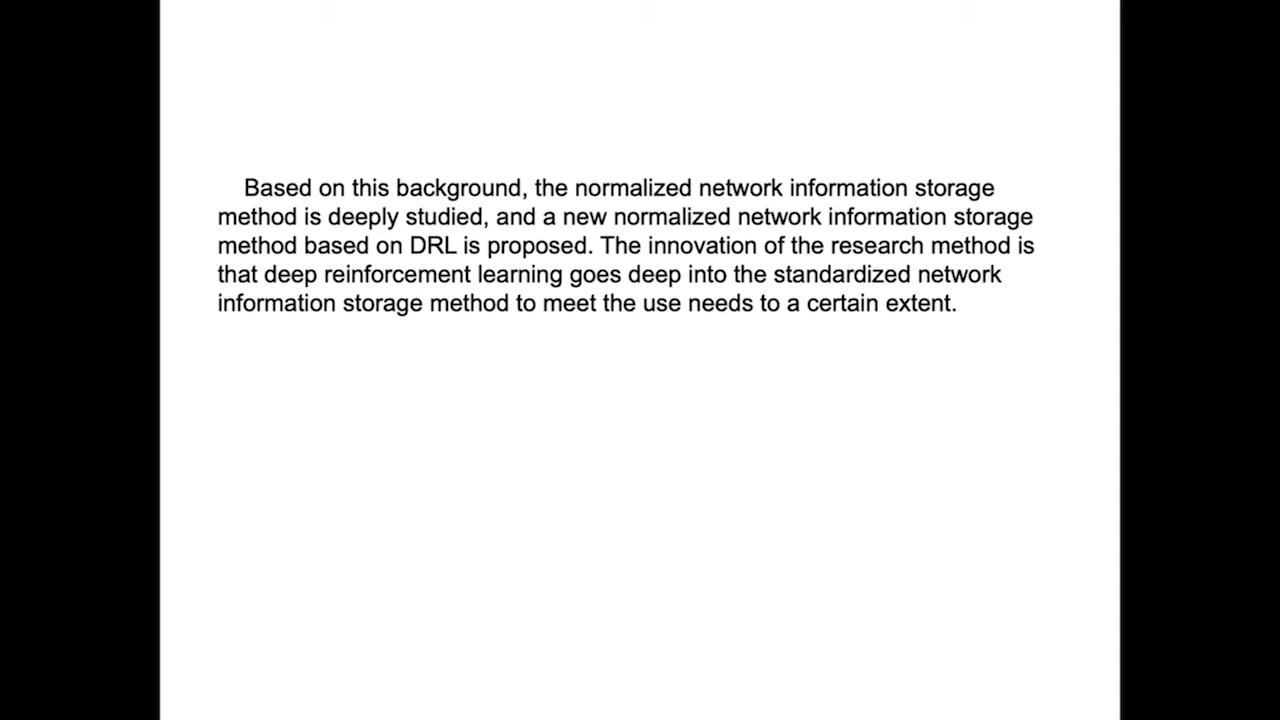 Based on this background, the normalized network information storage
method is deeply studied, and a new normalized network information storage
method based on DRL is proposed. The innovation of the research method is
that deep reinforcement learning goes deep into the standardized network
information storage method to meet the use needs to a certain extent.